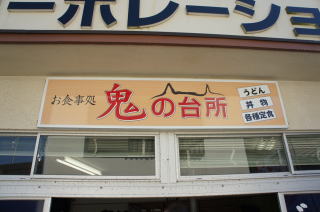 ーポレーショ
お食事処 鬼の台所
うどん
丼物
各種定食